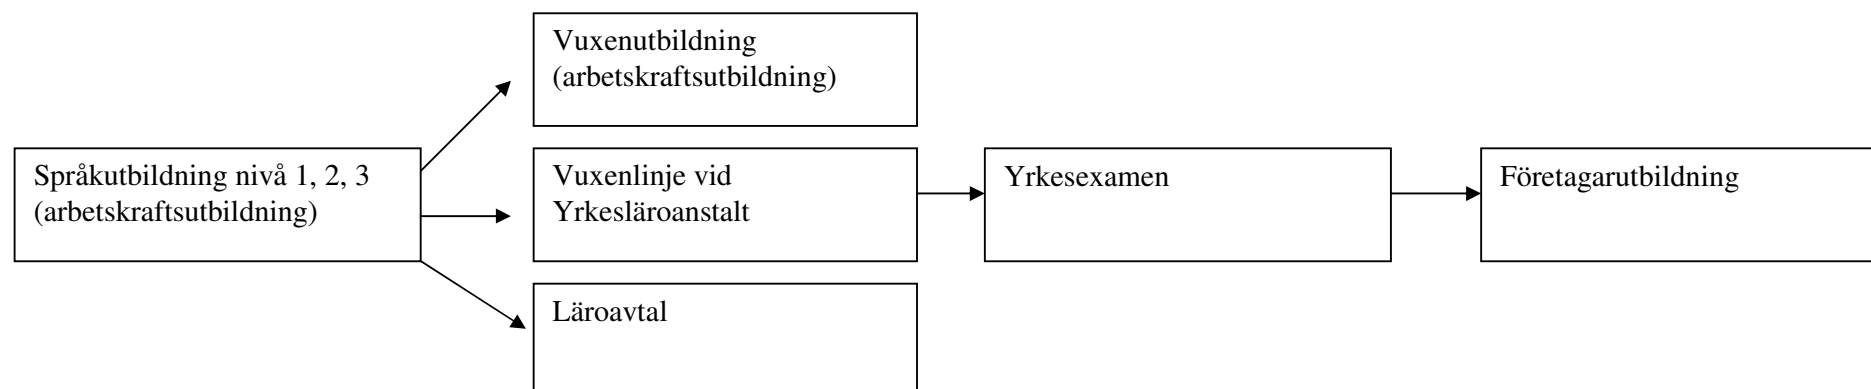 Vuxenutbildning
(arbetskraftsutbildning)
Språkutbildning nivå 1, 2, 3
(arbetskraftsutbildning)
Vuxenlinje vid
Yrkesläroanstalt
Yrkesexamen
Företagarutbildning
Läroavtal